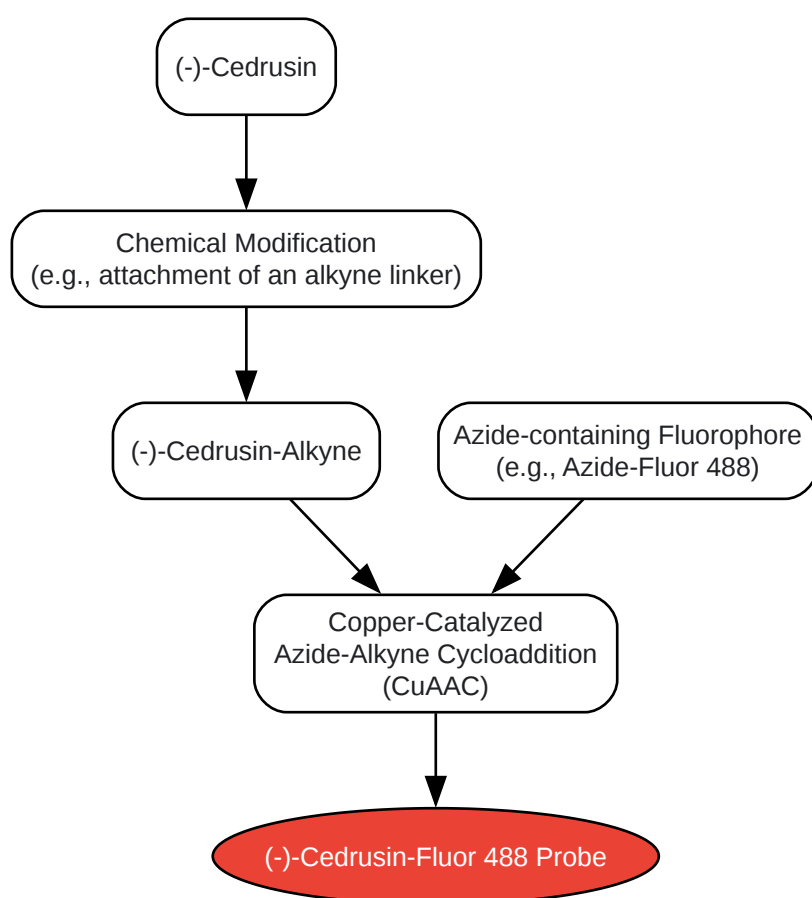 (-)-Cedrusin
Chemical Modification
(e.g., attachment of an alkyne linker)
(-)-Cedrusin-Alkyne
Azide-containing Fluorophore
(e.g., Azide-Fluor 488)
Copper-Catalyzed
Azide-Alkyne Cycloaddition
(CuAAC)
(-)-Cedrusin-Fluor 488 Probe